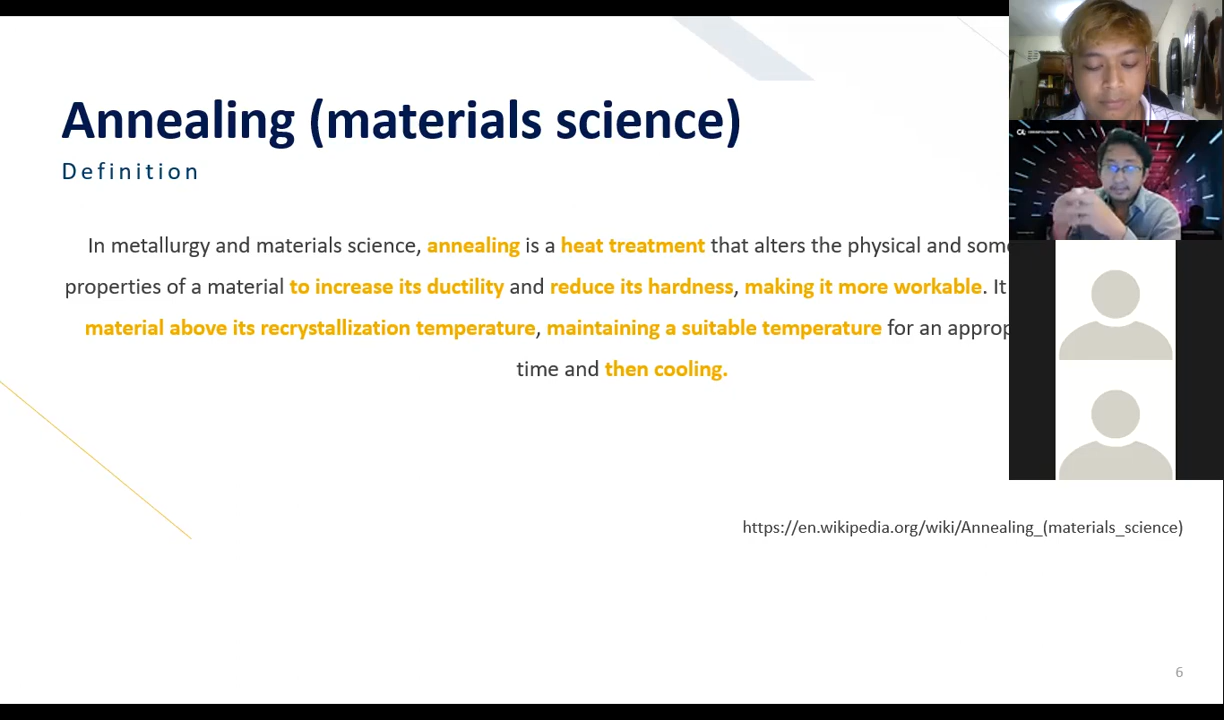 Annealing (materials science)
Definition
In metallurgy and materials science, annealing is a heat treatment that alters the physical and
properties of a material to increase its ductility and reduce its hardness, making it more workable. It
material above its recrystallization temperature, maintaining a suitable temperature for an
time and then cooling.
https://en.wikipedia.org/wiki/Annealing_(materials_science)
6